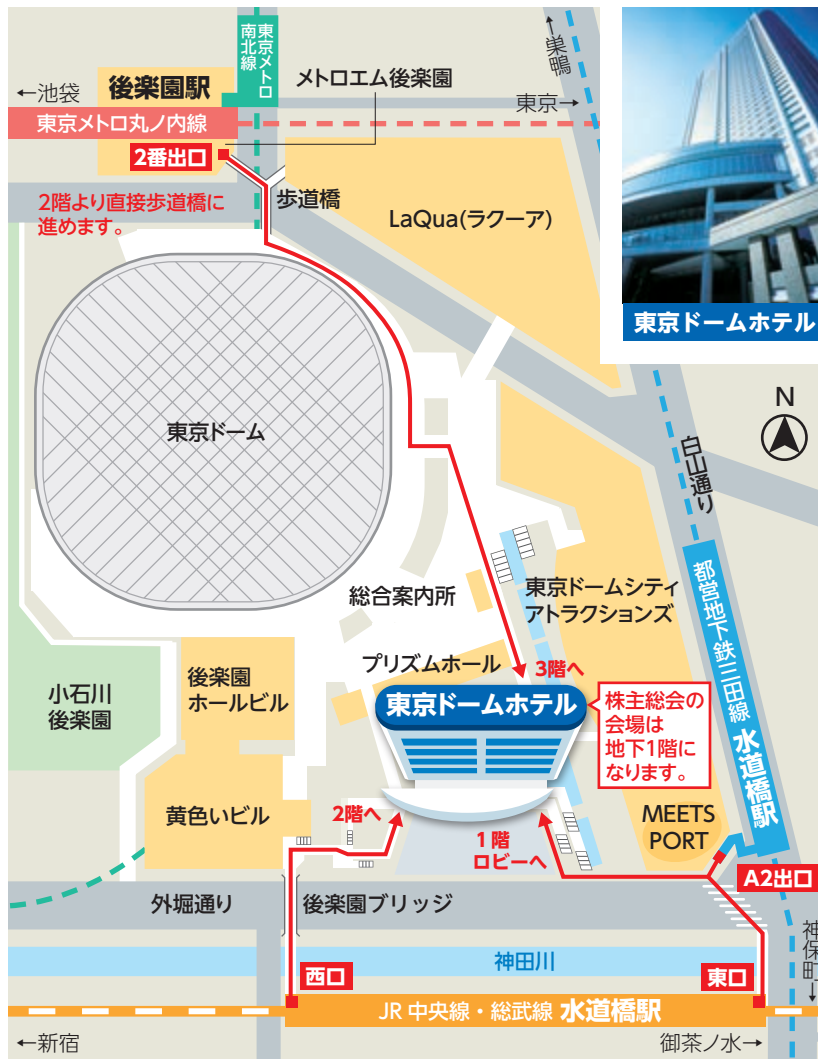 東京メトロ
南北線
←巣鴨
←池袋
後楽園駅
メトロエム後楽園
東京→
東京メトロ丸ノ内線
2番出口
2階より直接歩道橋に
進めます。
歩道橋
LaQua(ラクーア)
東京ドームホテル
N
東京ドーム
白山通り
総合案内所
東京ドームシティ
アトラクションズ
都営地下鉄三田線 水道橋駅
プリズムホール
3階へ
小石川
後楽園
後楽園
ホールビル
東京ドームホテル
株主総会の
会場は
地下1階に
なります。
黄色いビル
2階へ
1階
ロビーへ
MEETS
PORT
A2出口
外堀通り
後楽園ブリッジ
神保町→
神田川
西口
東口
JR 中央線・総武線 水道橋駅
←新宿
御茶ノ水→